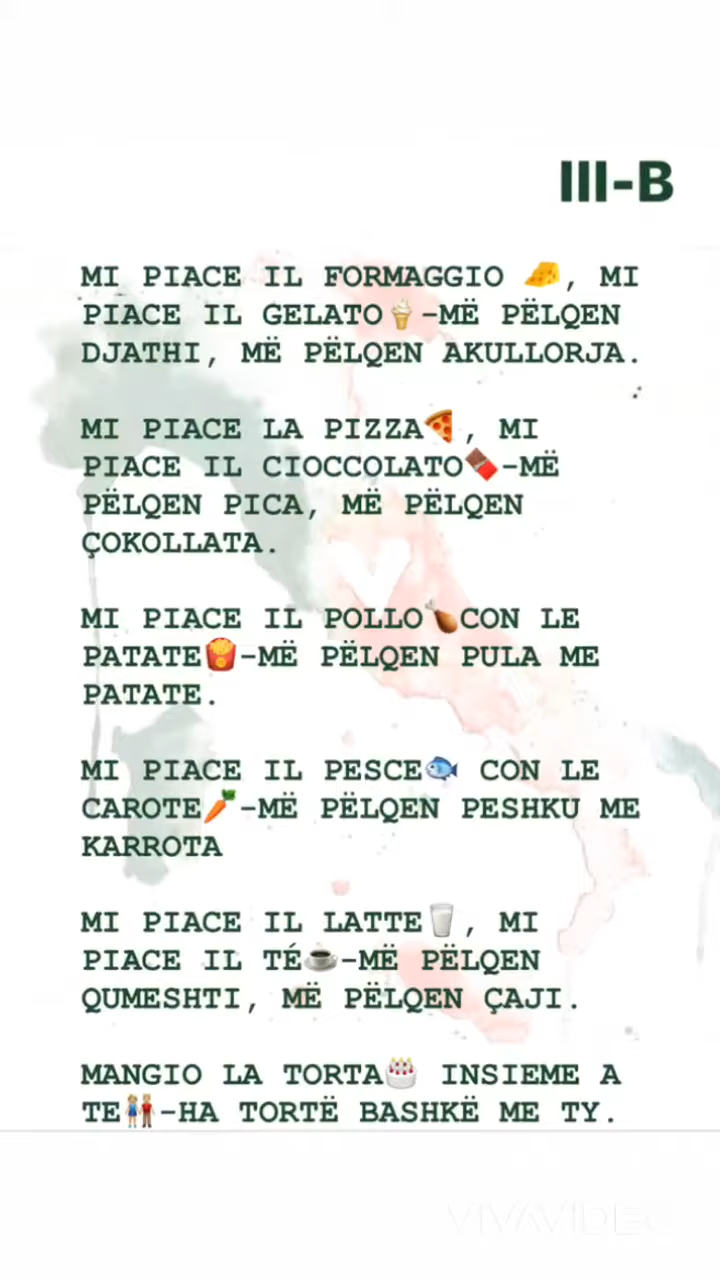 III-B
MI PIACE IL FORMAGGIO 🧀, MI
PIACE IL GELATO🍦-MË PËLQEN
DJATHI, MË PËLQEN AKULLORJA.
MI PIACE LA PIZZA🍕, MI
PIACE IL CIOCCOLATO🍫-MË
PËLQEN PICA, MË PËLQEN
ÇOKOLLATA.
MI PIACE IL POLLO🍗CON LE
PATATE🍟-MË PËLQEN PULA ME
PATATE.
MI PIACE IL PESCE🐟 CON LE
CAROTE🥕-MË PËLQEN PESHKU ME
KARROTA
MI PIACE IL LATTE🥛, MI
PIACE IL TÉ☕-MË PËLQEN
QUMESHTI, MË PËLQEN ÇAJI.
MANGIO LA TORTA🎂 INSIEME A
TE👫-HA TORTË BASHKË ME TY.
VIVAVIDEO